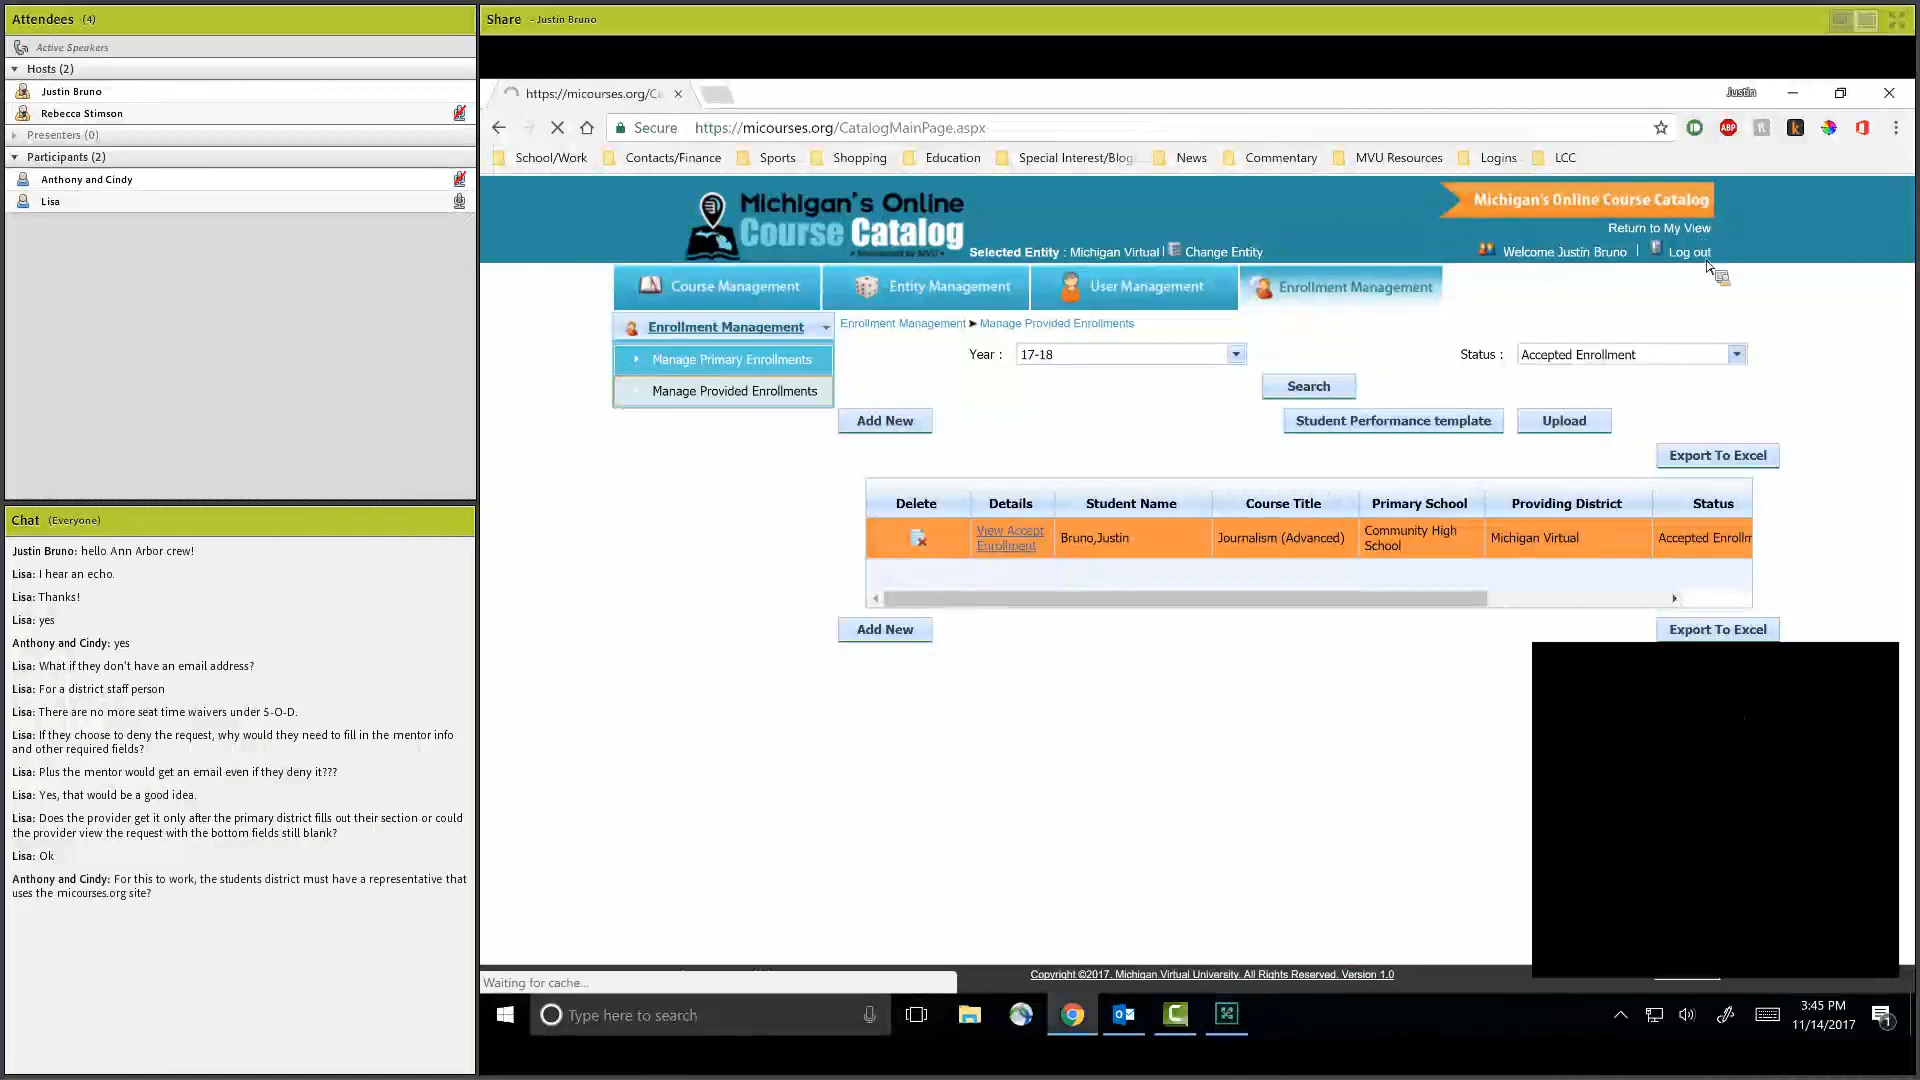 Attendees (4)
Active Speakers
Hosts (2)
Justin Bruno
Rebecca Stimson
Presenters (0)
Participants (2)
Anthony and Cindy
Lisa
Chat (Everyone)
Justin Bruno: hello Ann Arbor crew!
Lisa: I hear an echo.
Lisa: Thanks!
Lisa: yes
Anthony and Cindy: yes
Lisa: What if they don't have an email address?
Lisa: For a district staff person
Lisa: There are no more seat time waivers under 5-O-D.
Lisa: If they choose to deny the request, why would they need to fill in the mentor info
and other required fields?
Lisa: Plus the mentor would get an email even if they deny it???
Lisa: Yes, that would be a good idea.
Lisa: Does the provider get it only after the primary district fills out their section or could
the provider view the request with the bottom fields still blank?
Lisa: Ok
Anthony and Cindy: For this to work, the students district must have a representative that
uses the micourses.org site?
Share - Justin Bruno
https://micourses.org/Ca
Justin
Secure https://micourses.org/CatalogMainPage.aspx
ABP
School/Work Contacts/Finance Sports Shopping Education Special Interest/Blog News Commentary MVU Resources Logins LCC
Michigan's Online
Course Catalog
Michigan's Online Course Catalog
Return to My View
Selected Entity : Michigan Virtual | Change Entity
Welcome Justin Bruno | Log out
Course Management Entity Management User Management Enrollment Management
Enrollment Management
Manage Primary Enrollments
Manage Provided Enrollments
Enrollment Management Manage Provided Enrollments
Year : 17-18 Status : Accepted Enrollment
Search
Add New Student Performance template Upload
Export To Excel
Delete Details Student Name Course Title Primary School Providing District Status
View Accept Enrollment Bruno,Justin Journalism (Advanced) Community High School Michigan Virtual Accepted Enrollm
Add New Export To Excel
Waiting for cache...
Copyright ©2017. Michigan Virtual University. All Rights Reserved. Version 1.0
Type here to search
3:45 PM
11/14/2017
1